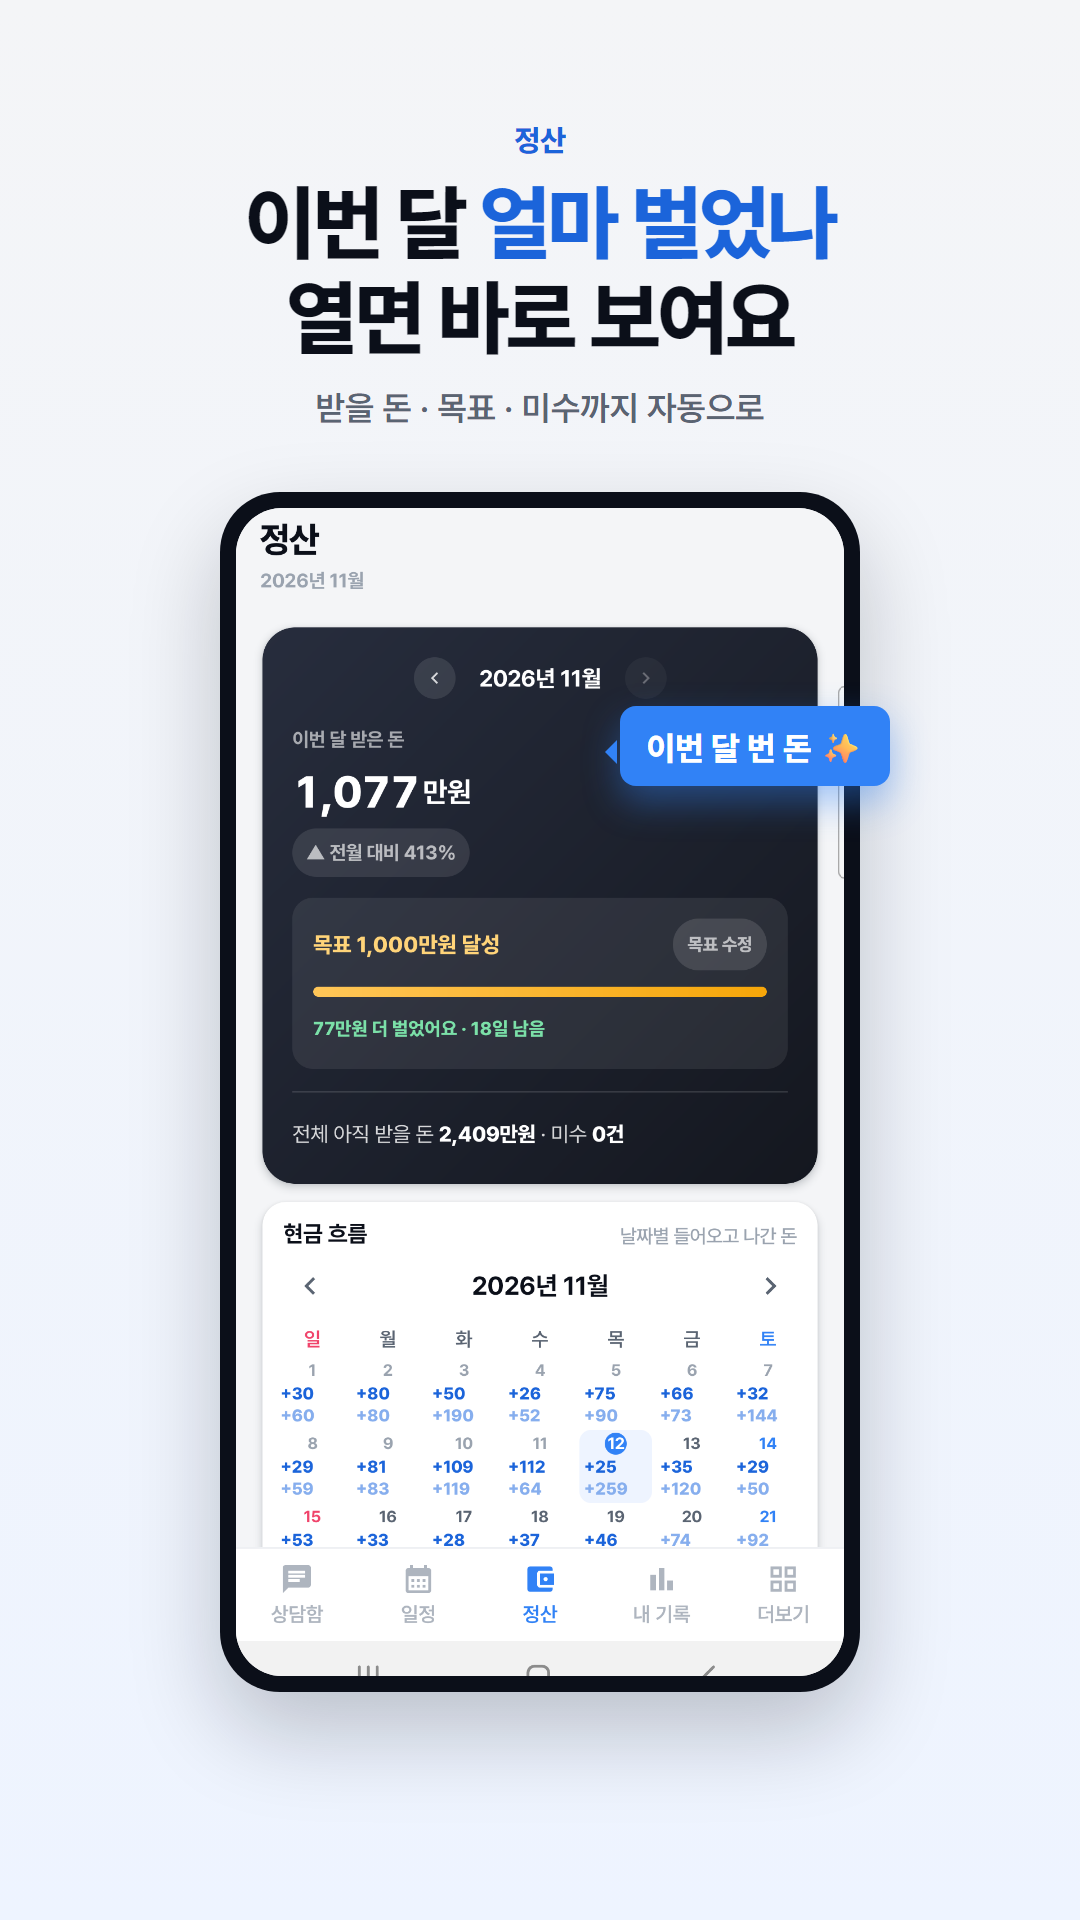 정산
이번 달 얼마 벌었나
열면 바로 보여요
받을 돈 · 목표 · 미수까지 자동으로
정산
2026년 11월
2026년 11월
이번 달 받은 돈
이번 달 번 돈 ✨
1,077만원
▲ 전월 대비 413%
목표 1,000만원 달성
목표 수정
77만원 더 벌었어요 · 18일 남음
전체 아직 받을 돈 2,409만원 · 미수 0건
현금 흐름
날짜별 들어오고 나간 돈
2026년 11월
일 월 화 수 목 금 토
1 2 3 4 5 6 7
+30 +80 +50 +26 +75 +66 +32
+60 +80 +190 +52 +90 +73 +144
8 9 10 11 12 13 14
+29 +81 +109 +112 +25 +35 +29
+59 +83 +119 +64 +259 +120 +50
15 16 17 18 19 20 21
+53 +33 +28 +37 +46 +74 +92
상담함 일정 정산 내 기록 더보기